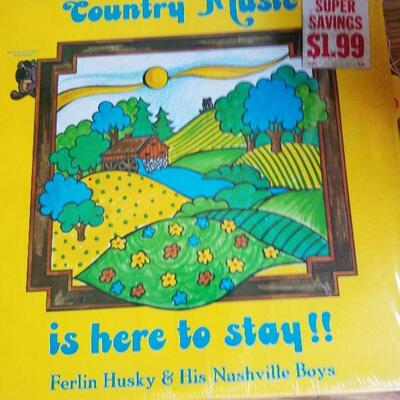 Country Music
SUPER
SAVINGS
$1.99
is here to stay!!
Ferlin Husky & His Nashville Boys